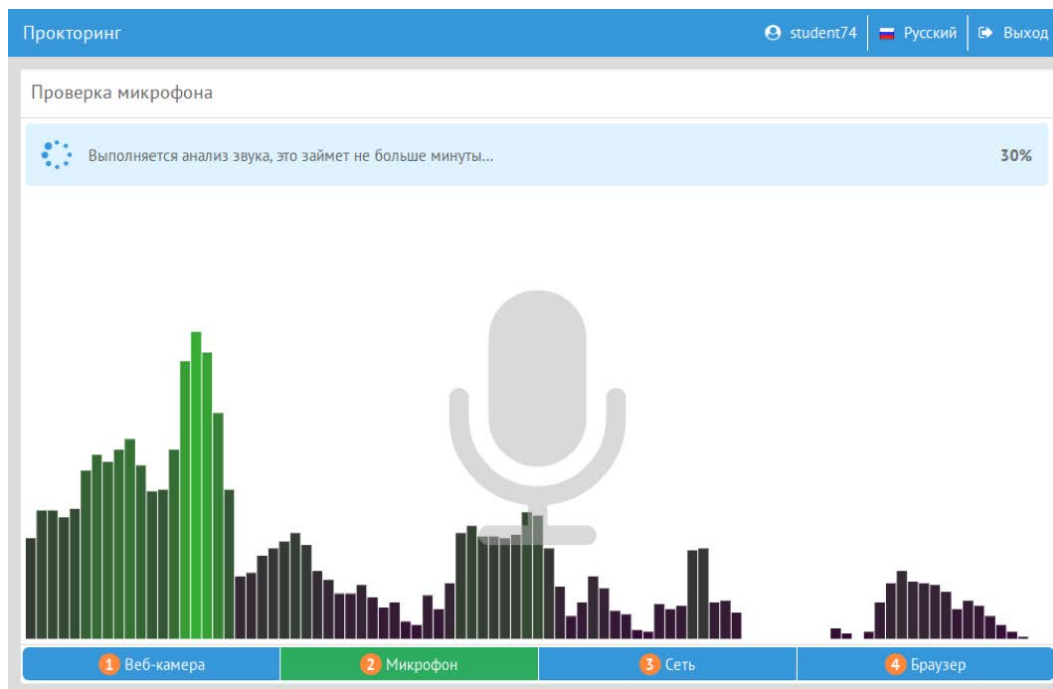 Прокторинг student74 Русский Выход
Проверка микрофона
Выполняется анализ звука, это займет не больше минуты... 30%
1 Веб-камера 2 Микрофон 3 Сеть 4 Браузер